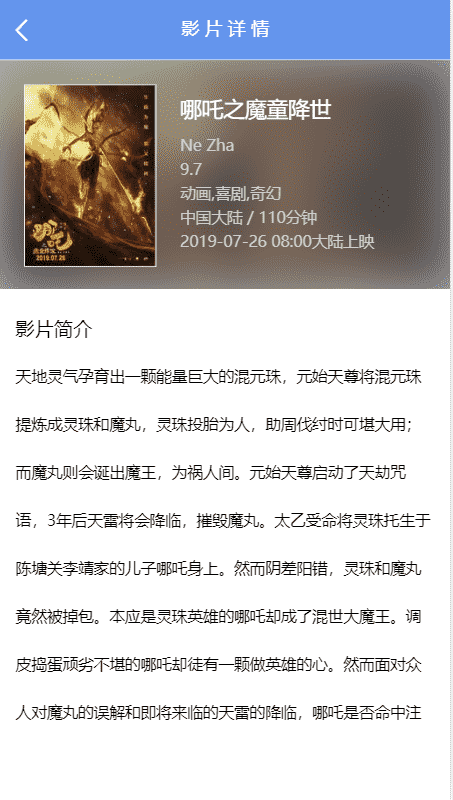 影片详情
哪吒之魔童降世
Ne Zha
9.7
动画,喜剧,奇幻
中国大陆 / 110分钟
2019-07-26 08:00大陆上映
2019.07.26
影片简介
天地灵气孕育出一颗能量巨大的混元珠，元始天尊将混元珠
提炼成灵珠和魔丸，灵珠投胎为人，助周伐纣时可堪大用；
而魔丸则会诞出魔王，为祸人间。元始天尊启动了天劫咒
语，3年后天雷将会降临，摧毁魔丸。太乙受命将灵珠托生于
陈塘关李靖家的儿子哪吒身上。然而阴差阳错，灵珠和魔丸
竟然被掉包。本应是灵珠英雄的哪吒却成了混世大魔王。调
皮捣蛋顽劣不堪的哪吒却徒有一颗做英雄的心。然而面对众
人对魔丸的误解和即将来临的天雷的降临，哪吒是否命中注